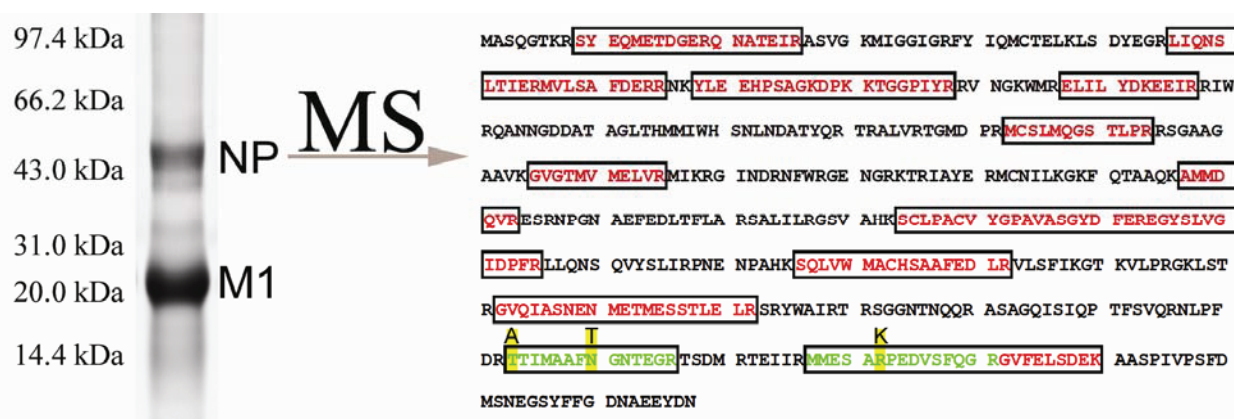 97.4 kDa
66.2 kDa
43.0 kDa
31.0 kDa
20.0 kDa
14.4 kDa
NP
M1
MS
MASQGTKRSY EQMETDGERQ NATEIRASVG KMIGGIGRFY IQMCTELKLS DYEGRLIQNS
LTIERMVLSA FDERRNKYLE EHPSAGKDPK KTGGPIYRRV NGKWMRELIL YDKEEIRRIW
RQANNGDDAT AGLTHMMIWH SNLNDATYQR TRALVRTGMD PRMCSLMQGS TLPRRSGAAG
AAVKGVGTMV MELVRMIKRG INDRNFWRGE NGRKTRIAYE RMCNILKGKF QTAAQKAMMD
QVRESRNPGN AEFEDLTFLA RSALILRGSV AHKSCLPACV YGPAVASGYD FEREGYSLVG
IDPFRLLQNS QVYSLIRPNE NPAHKSQLVW MACHSAAFED LRVLSFIKGT KVLPRGKLST
RGVQIASNEN METMESSTLE LRSRYWAIRT RSGGNTNQQR ASAGQISIQP TFSVQRNLPF
A T K
DRTTIMAAFN GNTEGRTSDM RTEIIRMMES ARPEDVSFQG RGVFELSDEK AASPIVPSFD
MSNEGSYFFG DNAEEYDN